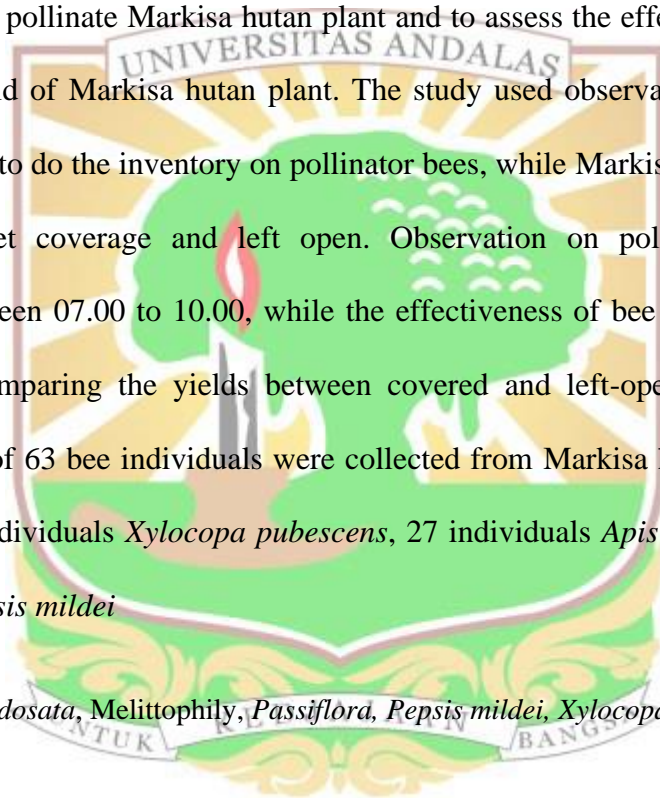 pollinate Markisa hutan plant and to assess the effe
UNIVERSITAS ANDALAS
d of Markisa hutan plant. The study used observa
to do the inventory on pollinator bees, while Markis
et coverage and left open. Observation on pol
een 07.00 to 10.00, while the effectiveness of bee
mparing the yields between covered and left-ope
of 63 bee individuals were collected from Markisa
dividuals Xylocopa pubescens, 27 individuals Apis
sis mildei
dosata, Melittophily, Passiflora, Pepsis mildei, Xylocopa
UNTUK KEDJAJAAN BANGS